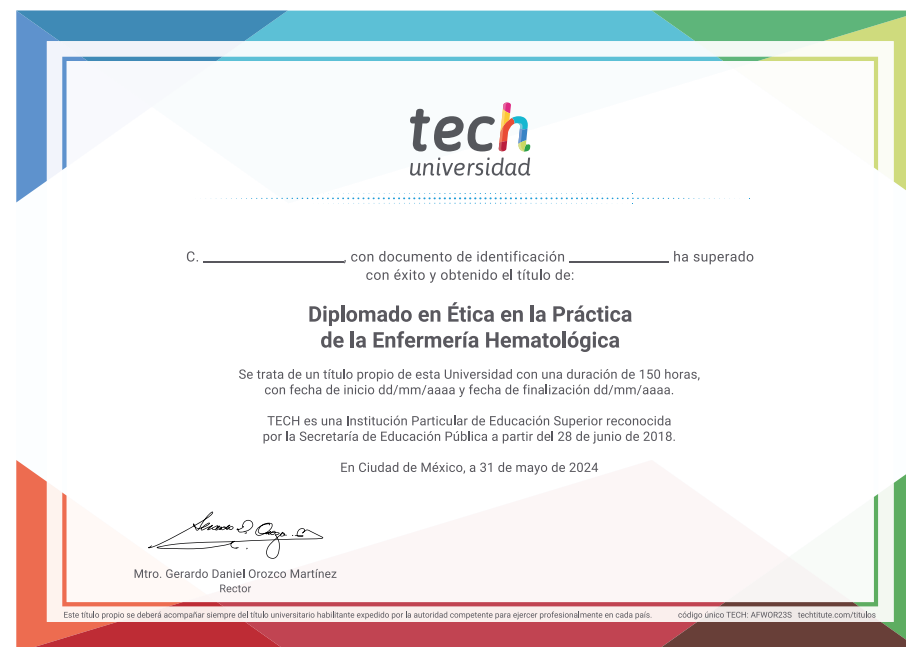 tech
universidad
C. ____________, con documento de identificación ____________ ha superado
con éxito y obtenido el título de:
Diplomado en Ética en la Práctica
de la Enfermería Hematológica
Se trata de un título propio de esta Universidad con una duración de 150 horas,
con fecha de inicio dd/mm/aaaa y fecha de finalización dd/mm/aaaa.
TECH es una Institución Particular de Educación Superior reconocida
por la Secretaría de Educación Pública a partir del 28 de junio de 2018.
En Ciudad de México, a 31 de mayo de 2024
Mtro. Gerardo Daniel Orozco Martínez
Rector
Este título propio se deberá acompañar siempre del título universitario habilitante expedido por la autoridad competente para ejercer profesionalmente en cada país. código único TECH: AFWOR23S techtitute.com/titulos